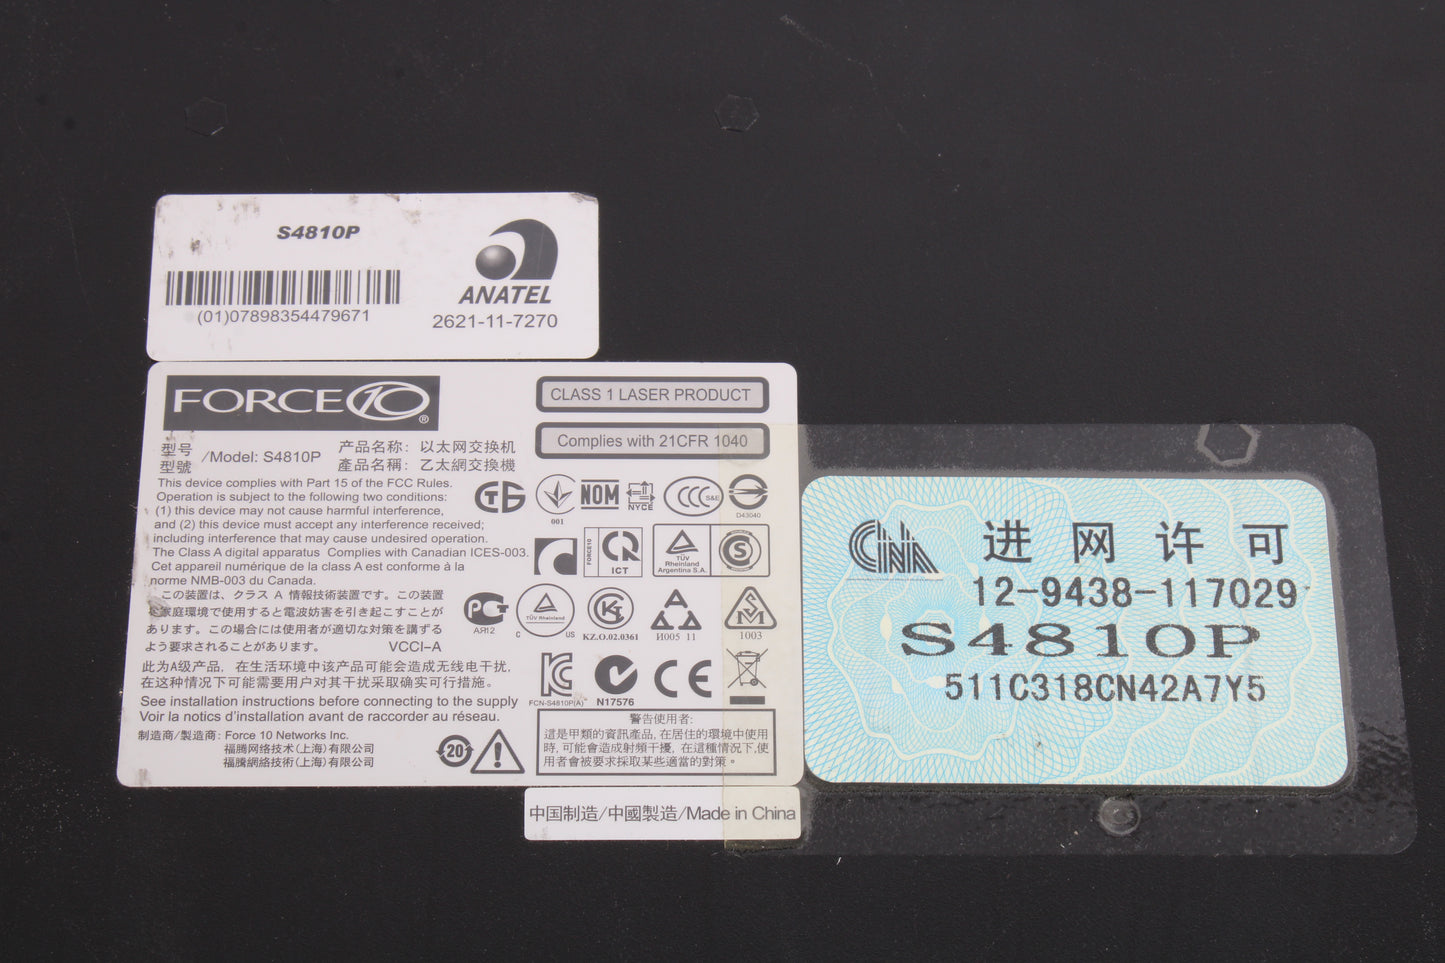 S4810P
(01)07898354479671
ANATEL
2621-11-7270
FORCE10®
型号
型號
/Model: S4810P
产品名称: 以太网交换机
產品名稱: 乙太網交換機
This device complies with Part 15 of the FCC Rules.
Operation is subject to the following two conditions:
(1) this device may not cause harmful interference,
and (2) this device must accept any interference received;
including interference that may cause undesired operation.
The Class A digital apparatus Complies with Canadian ICES-003.
Cet appareil numérique de la class A est conforme à la
norme NMB-003 du Canada.
この装置は、クラス A 情報技術装置です。この装置
を家庭環境で使用すると電波妨害を引き起こすことが
あります。この場合には使用者が適切な対策を講ずる
よう要求されることがあります。 VCCI-A
此为A级产品, 在生活环境中该产品可能会造成无线电干扰,
在这种情况下可能需要用户对其干扰采取确实可行措施。
See installation instructions before connecting to the supply
Voir la notics d'installation avant de raccorder au réseau.
制造商/製造商: Force 10 Networks Inc.
福腾网络技术(上海)有限公司
福騰網絡技術(上海)有限公司
CLASS 1 LASER PRODUCT
Complies with 21CFR 1040
001
NOM
NYCE
CCC S&E
D43040
FORCE10
ICT
TÜV
Rheinland
Argentina S.A.
S
AЯ12
TÜV Rheinland
C US
KZ.O.02.0361
И005 11
1003
FCN-S4810P(A)
N17576
CE
20
警告使用者:
這是甲類的資訊產品, 在居住的環境中使用
時, 可能會造成射頻干擾, 在這種情況下, 使
用者會被要求採取某些適當的對策。
中国制造/中國製造/Made in China
CNA
进网许可
12-9438-117029
S4810P
511C318CN42A7Y5